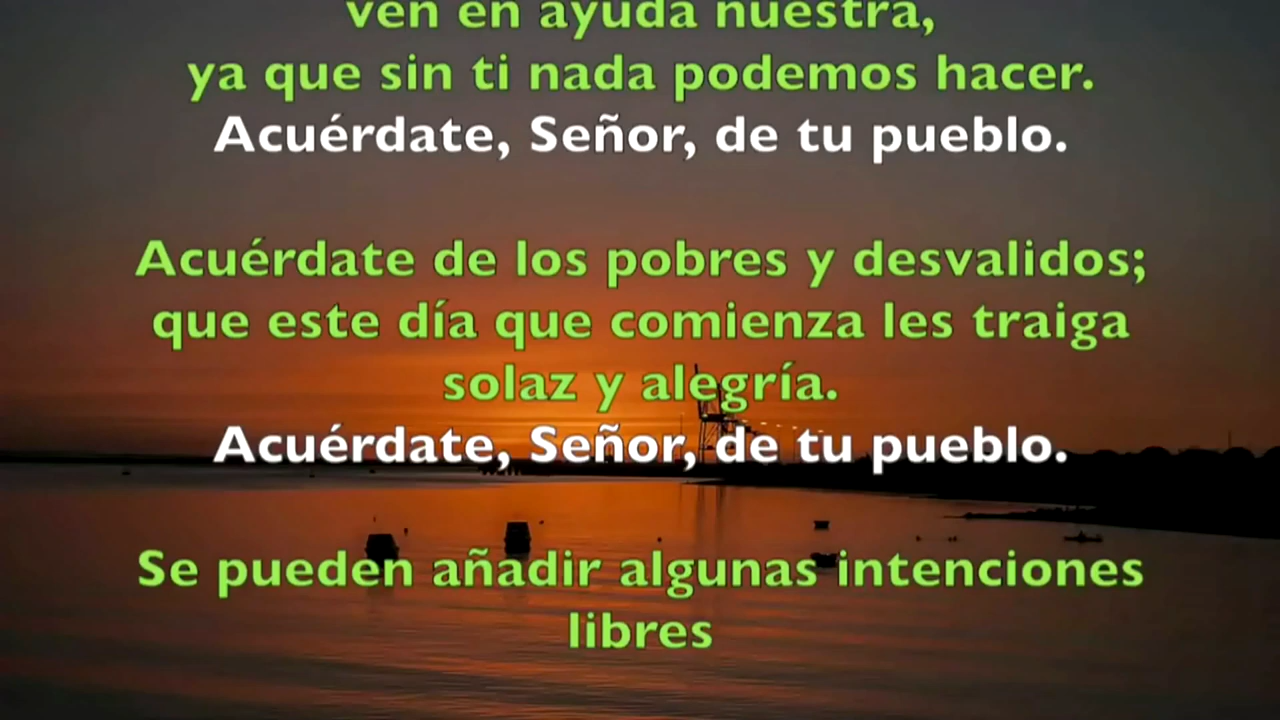 ven en ayuda nuestra,
ya que sin ti nada podemos hacer.
Acuérdate, Señor, de tu pueblo.
Acuérdate de los pobres y desvalidos;
que este día que comienza les traiga
solaz y alegría.
Acuérdate, Señor, de tu pueblo.
Se pueden añadir algunas intenciones
libres